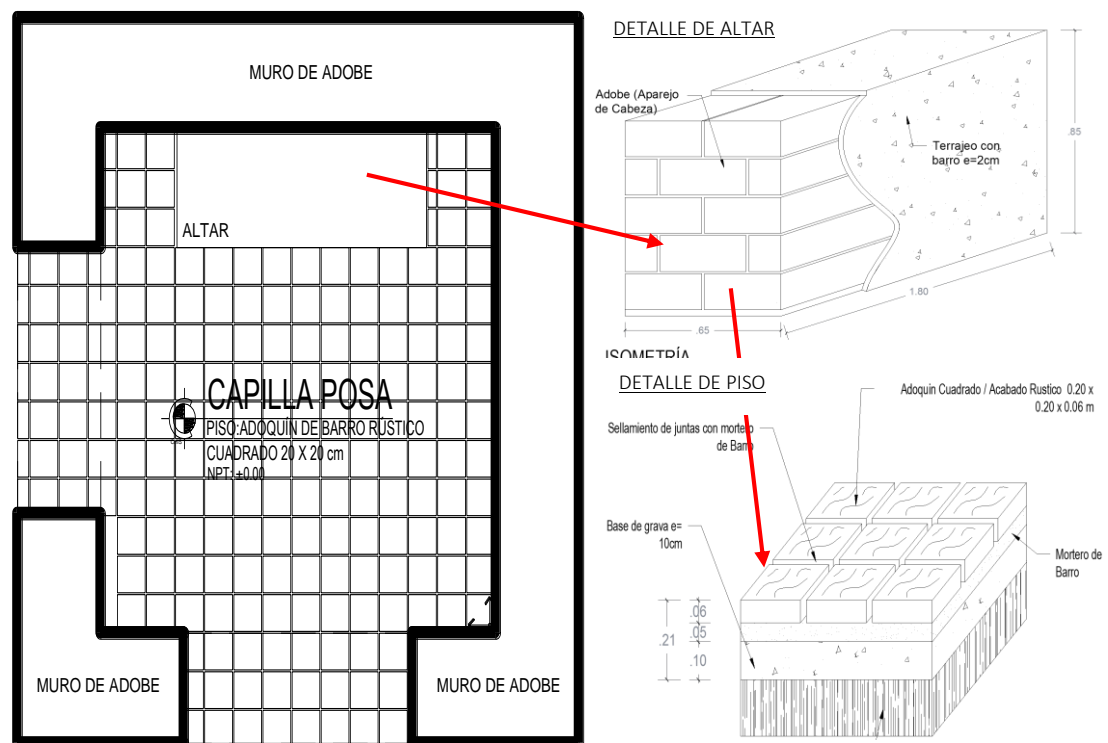 MURO DE ADOBE
ALTAR
CAPILLA POSA
PISO:ADOQUÍN DE BARRO RÚSTICO
CUADRADO 20 X 20 cm
NPT: ±0.00
MURO DE ADOBE
MURO DE ADOBE
DETALLE DE ALTAR
Adobe (Aparejo
de Cabeza)
Terrajeo con
barro e=2cm
.85
1.80
.65
ISOMETRÍA
DETALLE DE PISO
Adoquin Cuadrado / Acabado Rustico 0.20 x
0.20 x 0.06 m
Sellamiento de juntas con mortero
de Barro
Base de grava e=
10cm
Mortero de
Barro
.06
.05
.21
.10